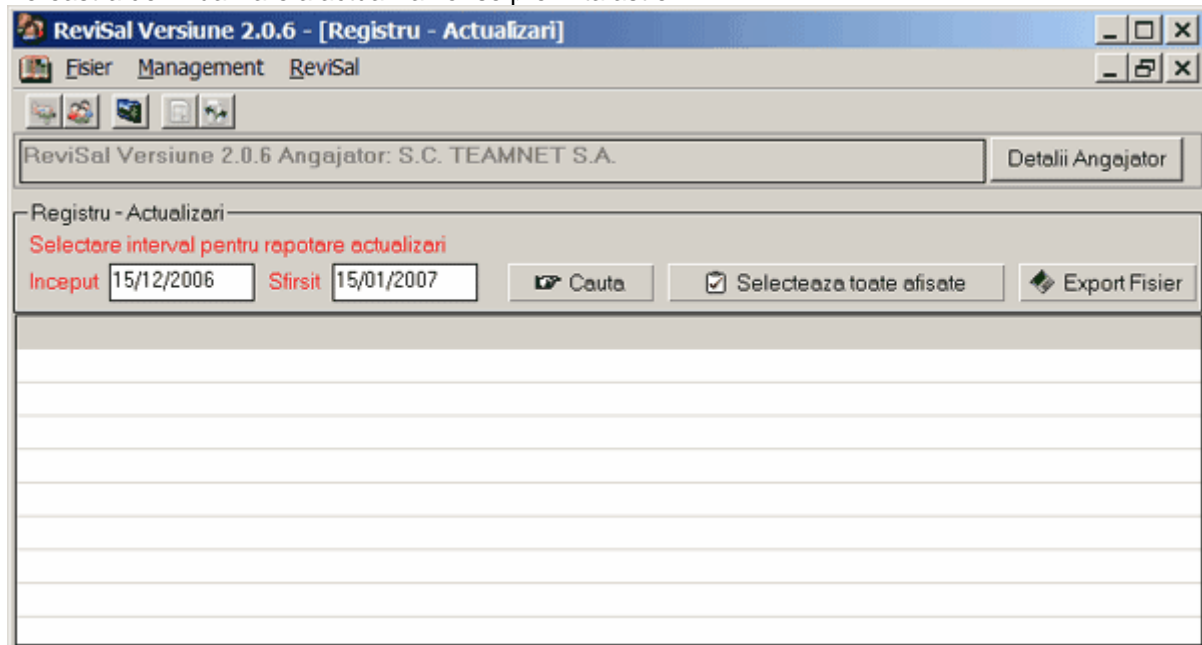 ReviSal Versiune 2.0.6 - [Registru - Actualizari]
Fisier Management ReviSal
ReviSal Versiune 2.0.6 Angajator: S.C. TEAMNET S.A. Detalii Angajator
Registru - Actualizari
Selectare interval pentru rapotare actualizari
Inceput 15/12/2006 Sfirsit 15/01/2007 Cauta Selecteaza toate afisate Export Fisier